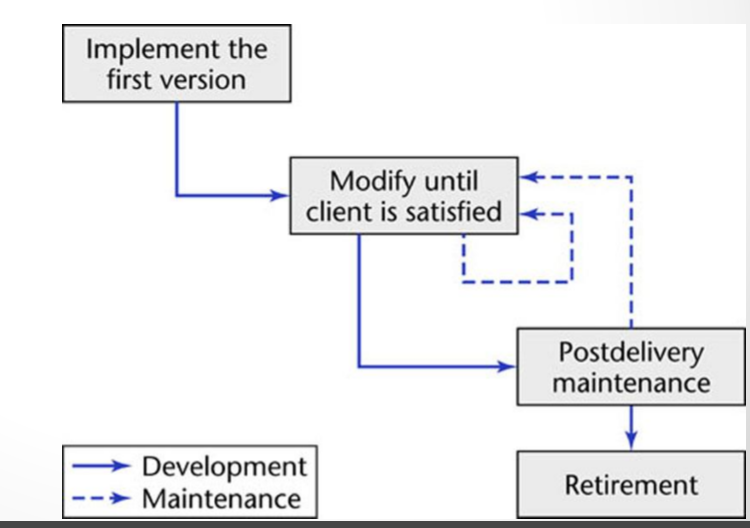 Implement the
first version
Modify until
client is satisfied
Postdelivery
maintenance
Retirement
Development
Maintenance